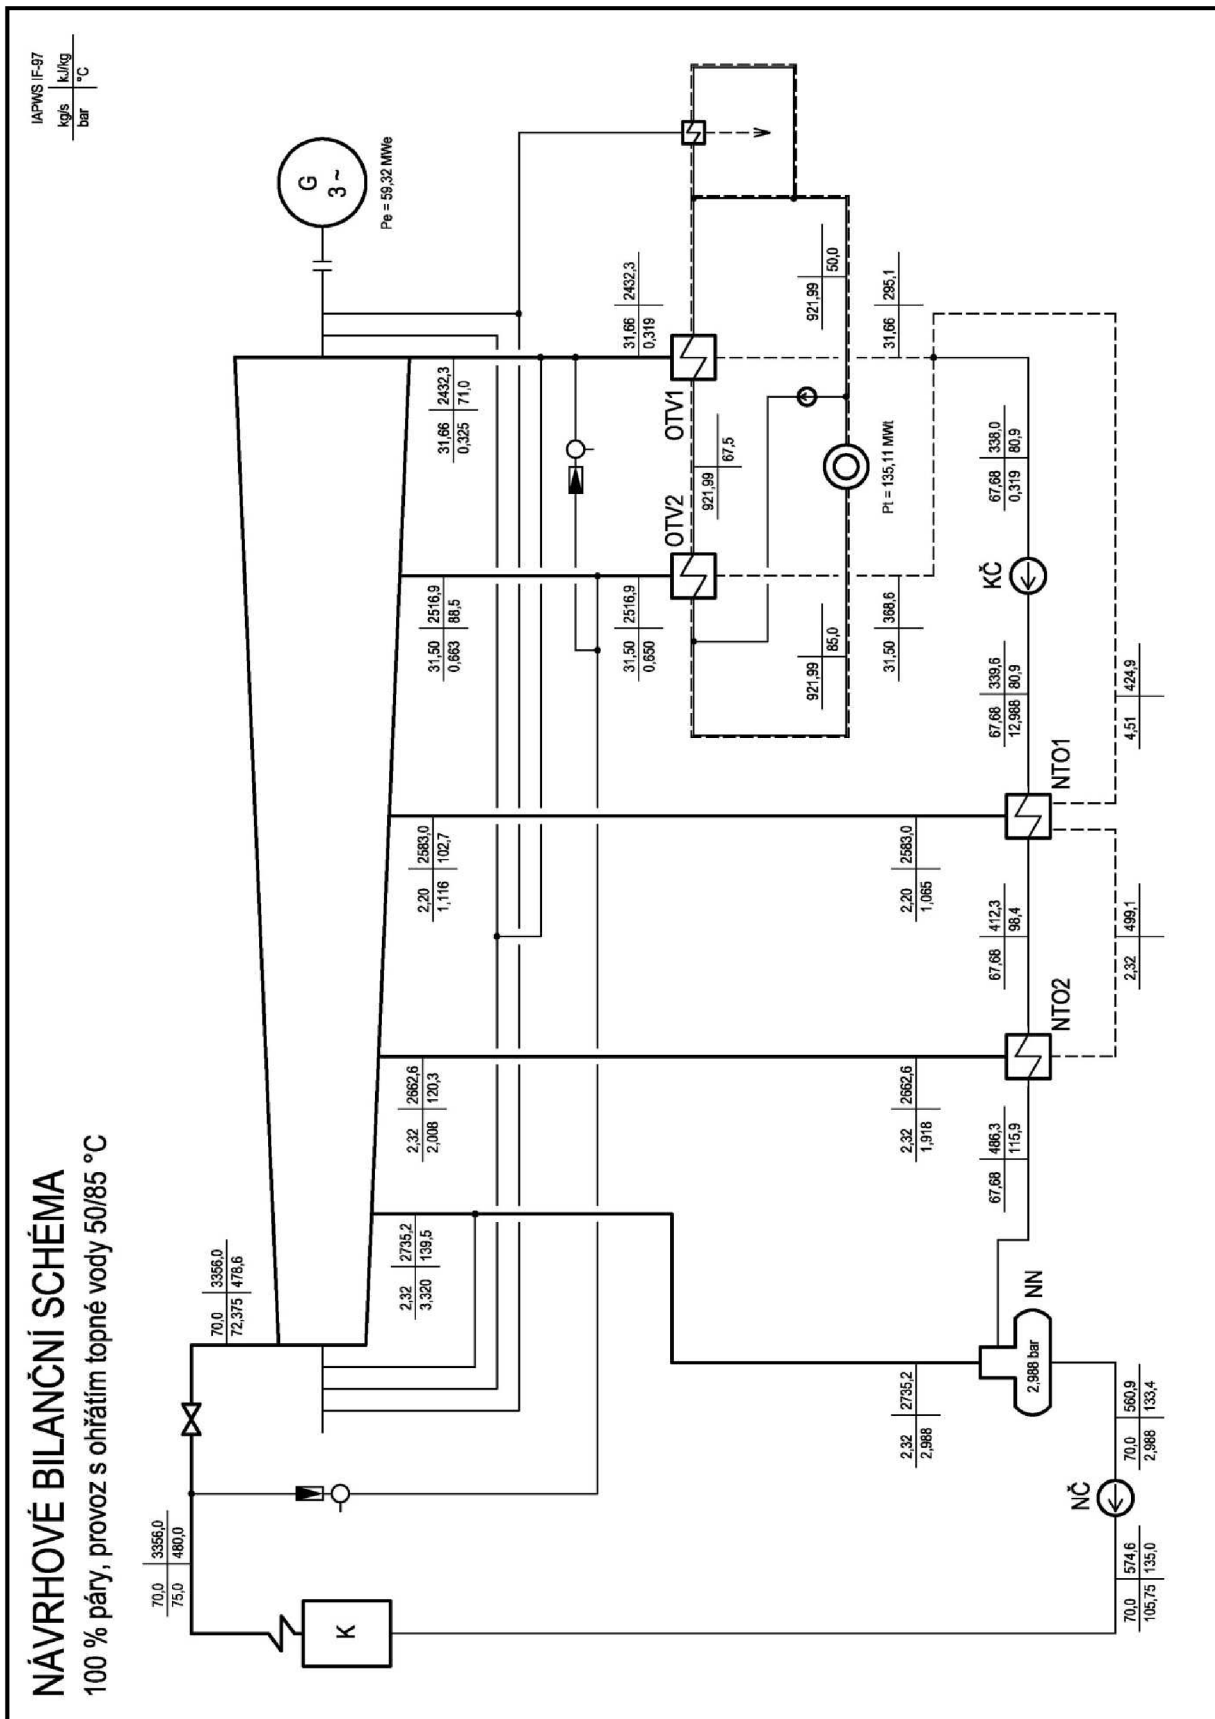 NÁVRHOVÉ BILANČNÍ SCHÉMA
100 % páry, provoz s ohřátím topné vody 50/85 °C
IAPWS IF-97
kg/s kJ/kg
bar °C
G
3 ~
Pe = 59,32 MWe
70,0 3356,0
75,0 480,0
70,0 3356,0
72,375 478,6
K
2,32 2735,2
3,320 139,5
2,32 2662,6
2,008 120,3
2,20 2583,0
1,116 102,7
31,50 2516,9
0,663 88,5
31,66 2432,3
0,325 71,0
31,50 2516,9
0,650
31,66 2432,3
0,319
OTV2
OTV1
921,99
67,5
921,99
85,0
921,99
50,0
Pt = 135,11 MWt
31,50 368,6
31,66 295,1
2,32 2735,2
2,988
2,32 2662,6
1,918
2,20 2583,0
1,065
67,68 486,3
115,9
67,68 412,3
98,4
67,68 339,6
12,988 80,9
67,68 338,0
0,319 80,9
KČ
NTO2
NTO1
NN
2,988 bar
NČ
70,0 574,6
105,75 135,0
70,0 560,9
2,988 133,4
2,32 499,1
4,51 424,9